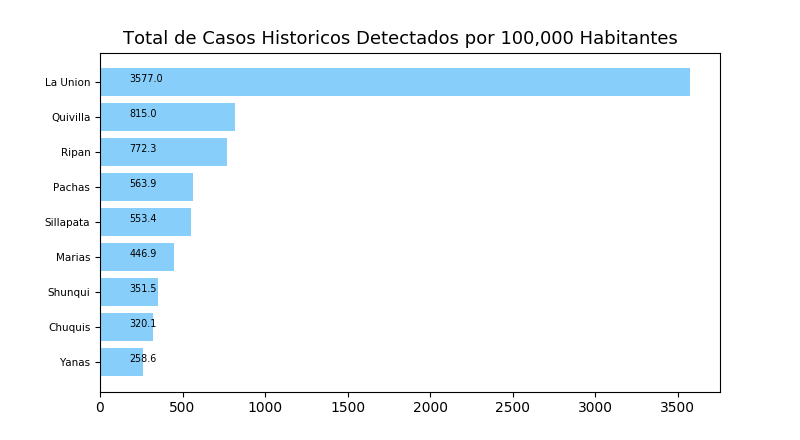 Total de Casos Historicos Detectados por 100,000 Habitantes
La Union 3577.0
Quivilla 815.0
Ripan 772.3
Pachas 563.9
Sillapata 553.4
Marias 446.9
Shunqui 351.5
Chuquis 320.1
Yanas 258.6
0 500 1000 1500 2000 2500 3000 3500